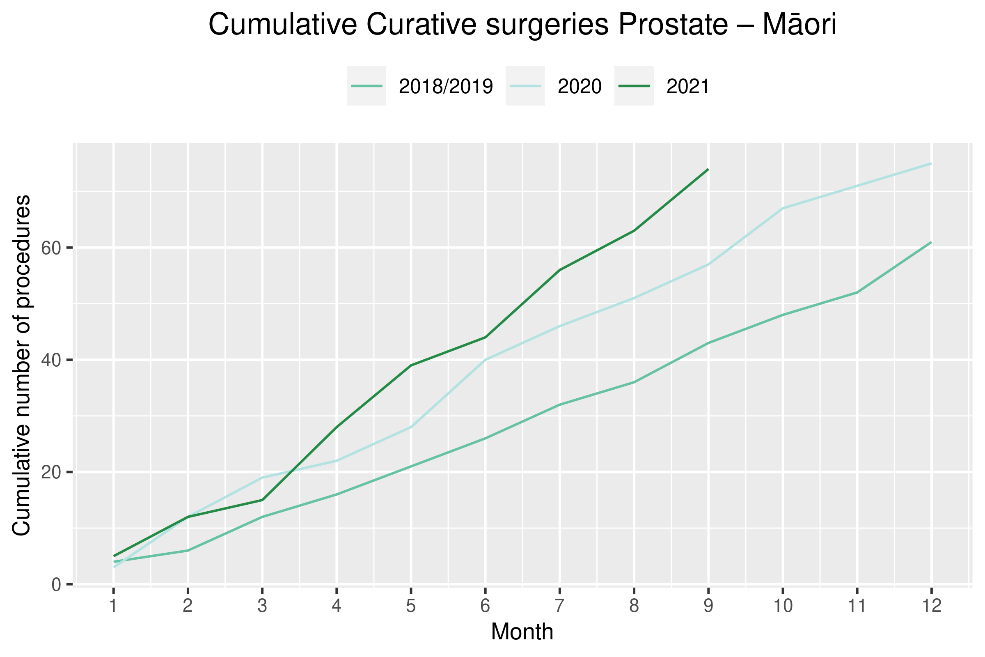 Cumulative Curative surgeries Prostate – Māori
2018/2019 2020 2021
Cumulative number of procedures
60
40
20
0
1 2 3 4 5 6 7 8 9 10 11 12
Month